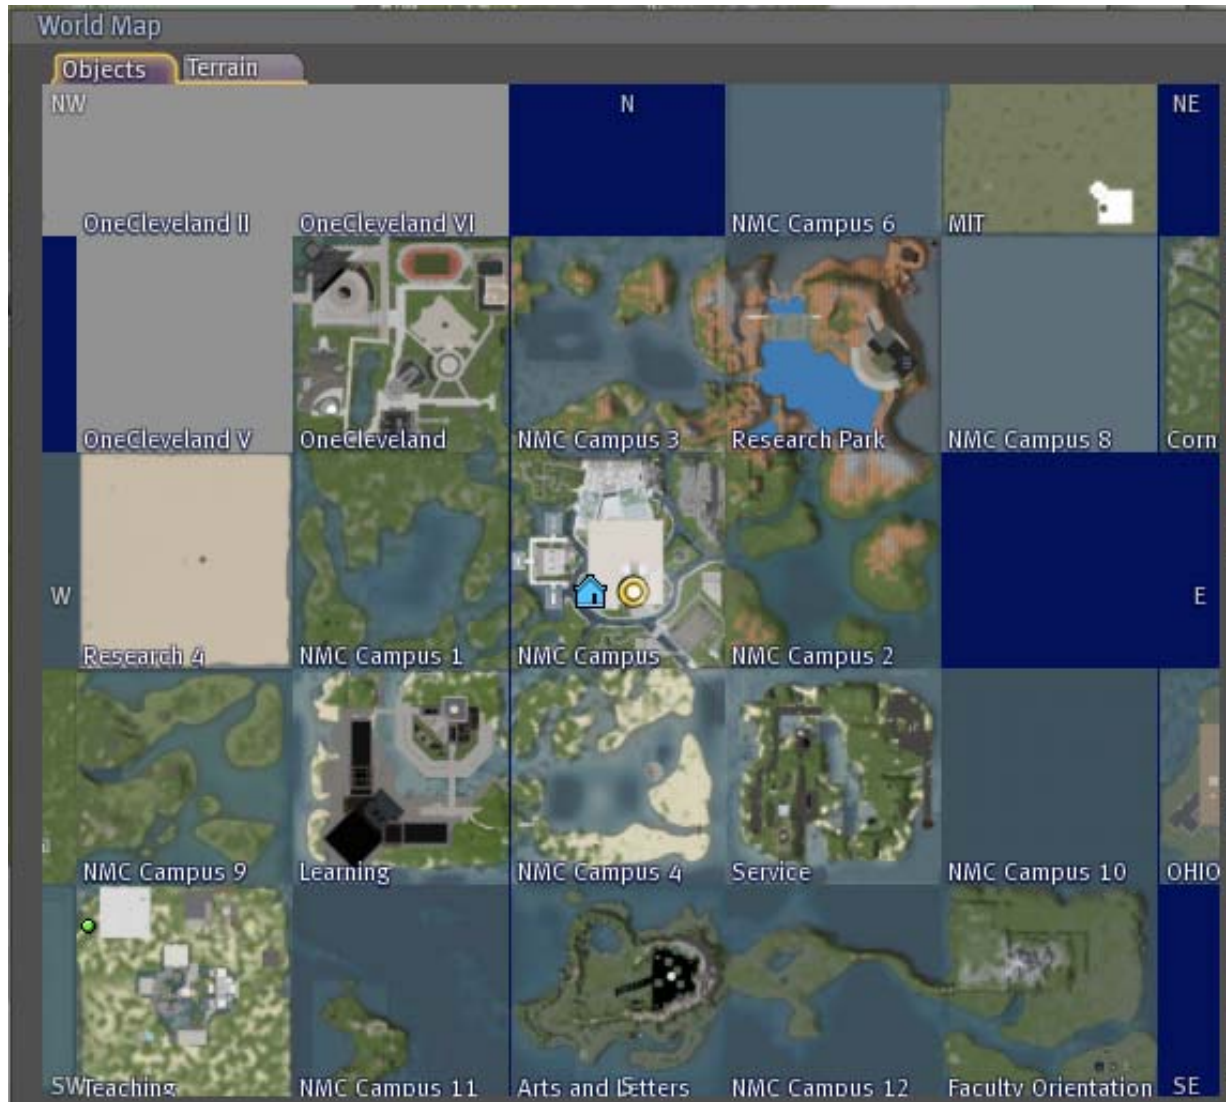 World Map
Objects Terrain
NW N NE
OneCleveland II OneCleveland VI NMC Campus 6 MIT
OneCleveland V OneCleveland NMC Campus 3 Research Park NMC Campus 8 Corn
W E
Research 4 NMC Campus 1 NMC Campus NMC Campus 2
NMC Campus 9 Learning NMC Campus 4 Service NMC Campus 10 OHIO
SW Teaching NMC Campus 11 Arts and Letters S NMC Campus 12 Faculty Orientation SE